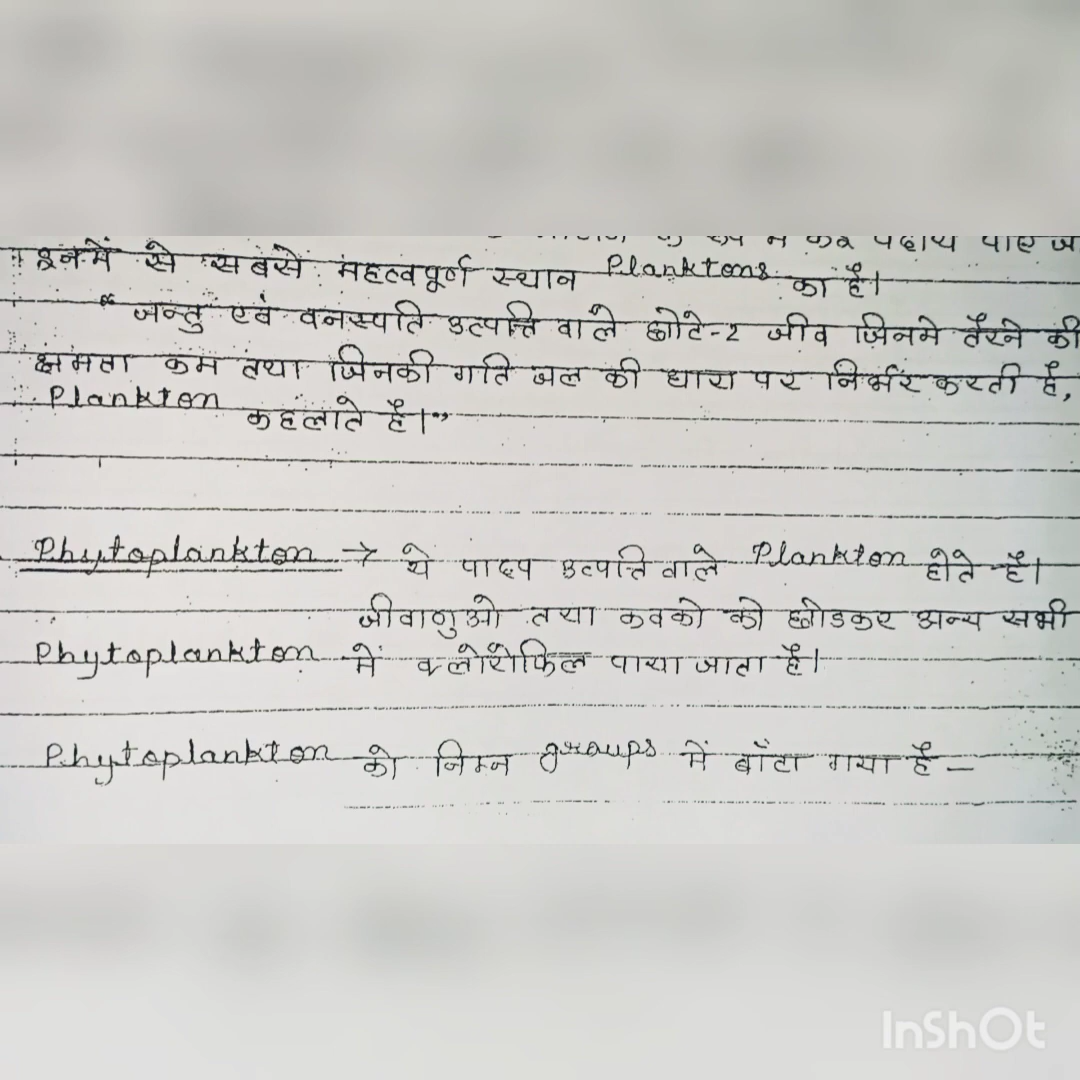 के रूप में कई पदार्थ पाए ज
इनमें से सबसे महत्वपूर्ण स्थान Planktons का है।
“जन्तु एवं वनस्पति उत्पत्ति वाले छोटे-2 जीव जिनमे तैरने की
क्षमता कम तथा जिनकी गति जल की धारा पर निर्भर करती है,
Plankton कहलाते है।”
Phytoplankton → ये पादप उत्पत्ति वाले Plankton होते है।
जीवाणुओ तथा कवको को छोडकर अन्य सभी
Phytoplankton में क्लोरोफिल पाया जाता है।
Phytoplankton को निम्न groups में बाँटा गया है –
InShOt